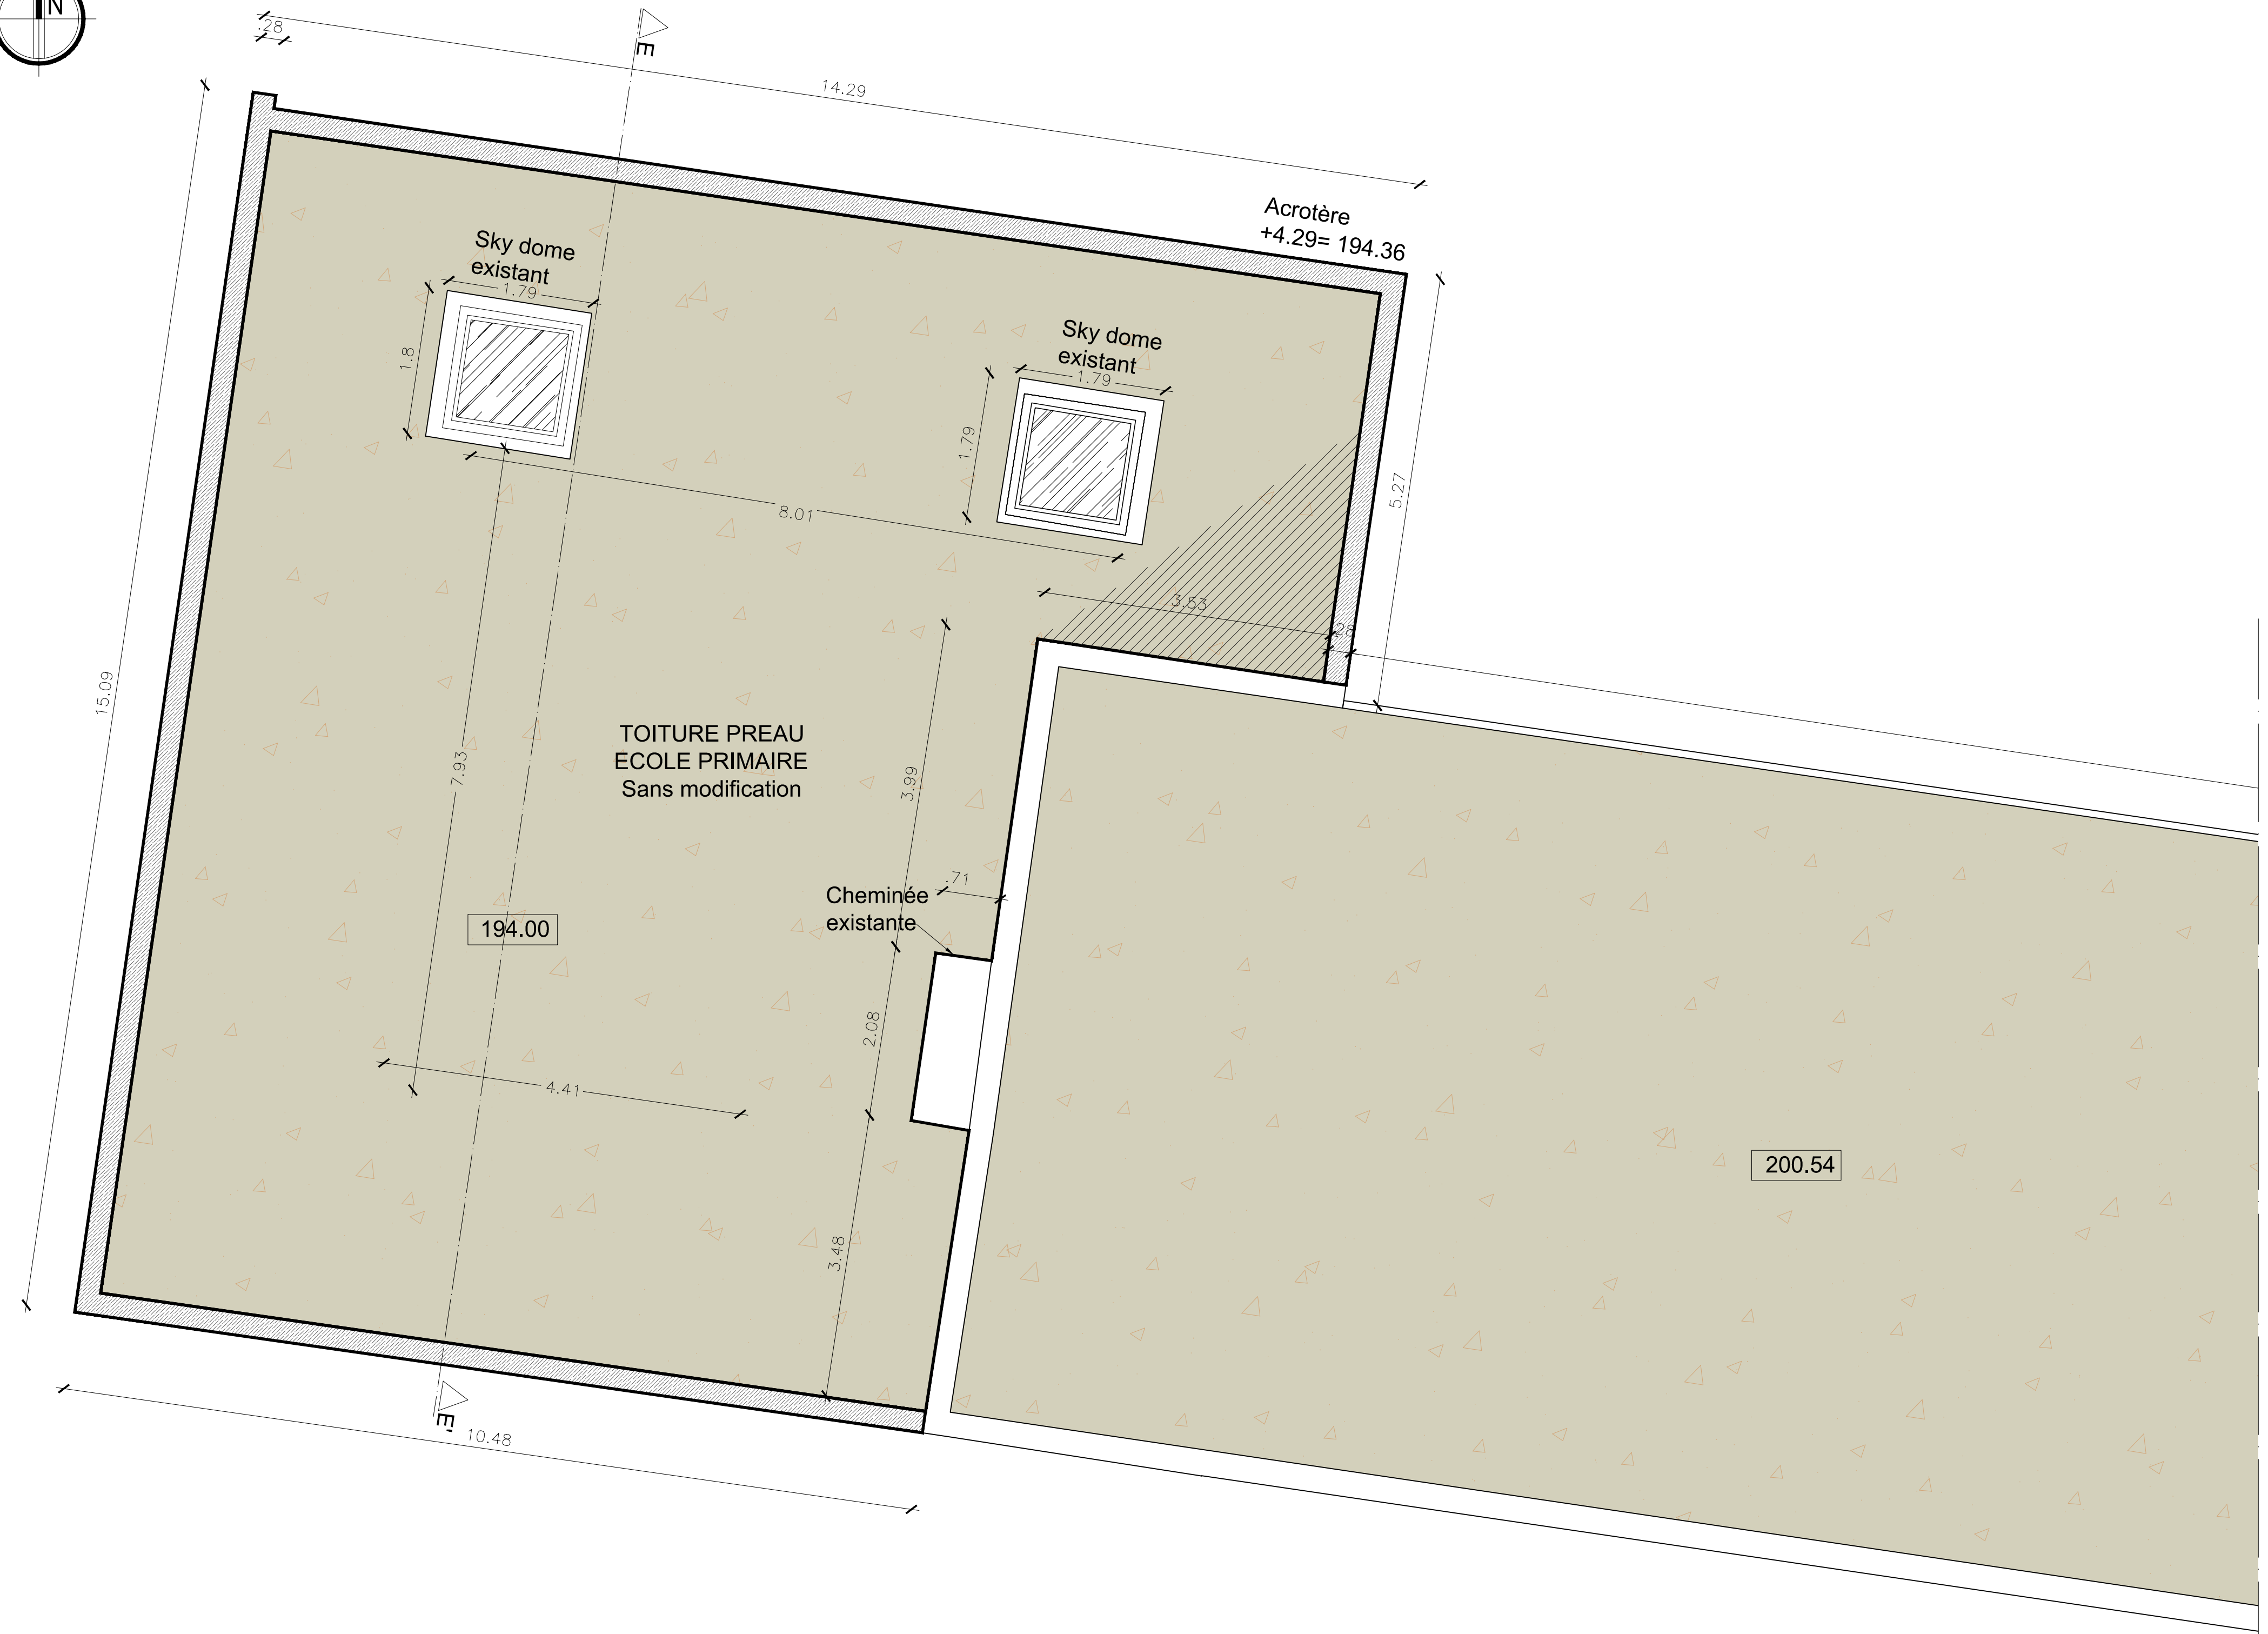 N
.28
E
14.29
Acrotère
+4.29= 194.36
Sky dome
existant
1.79
1.8
Sky dome
existant
1.79
1.79
5.27
8.01
3.53
.28
15.09
TOITURE PREAU
ECOLE PRIMAIRE
Sans modification
7.93
3.99
.71
Cheminée
existante
194.00
2.08
4.41
200.54
3.48
E'
10.48